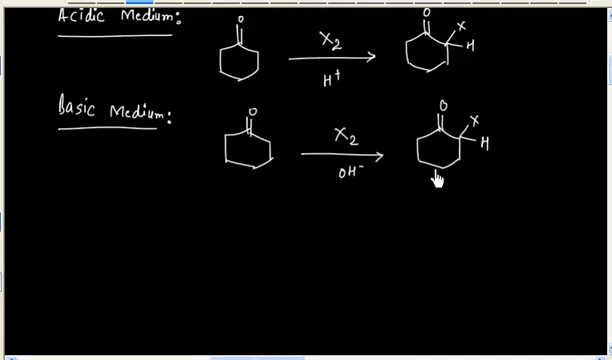 Acidic Medium:
O
X2
H+
O
X
H
Basic Medium:
O
X2
OH-
O
X
H